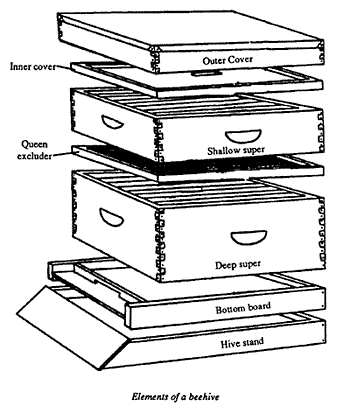 Outer Cover
Inner cover
Shallow super
Queen
excluder
Deep super
Bottom board
Hive stand
Elements of a beehive